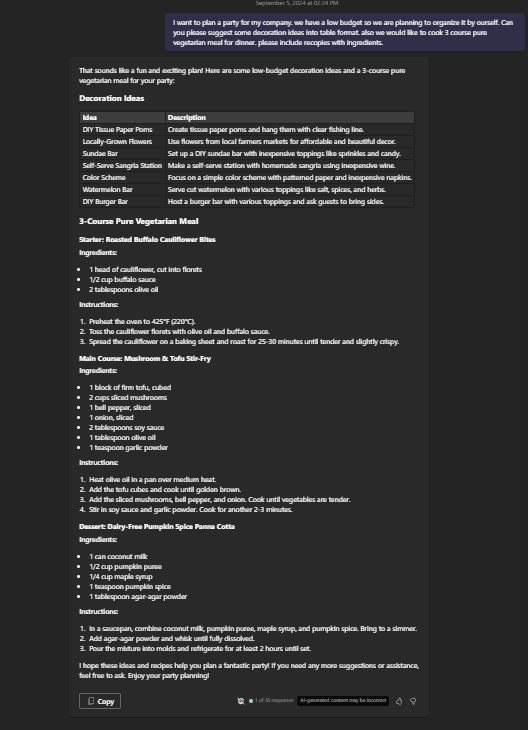 September 5, 2024 at 02:24 PM
I want to plan a party for my company. we have a low budget so we are planning to organize it by ourself. Can
you please suggest some decoration ideas into table format. also we would like to cook 3 course pure
vegetarian meal for dinner. please include recopies with ingredients.
That sounds like a fun and exciting plan! Here are some low-budget decoration ideas and a 3-course pure
vegetarian meal for your party:
Decoration Ideas
Idea Description
DIY Tissue Paper Poms Create tissue paper poms and hang them with clear fishing line.
Locally-Grown Flowers Use flowers from local farmers markets for affordable and beautiful decor.
Sundae Bar Set up a DIY sundae bar with inexpensive toppings like sprinkles and candy.
Self-Serve Sangria Station Make a self-serve station with homemade sangria using inexpensive wine.
Color Scheme Focus on a simple color scheme with patterned paper and inexpensive napkins.
Watermelon Bar Serve cut watermelon with various toppings like salt, spices, and herbs.
DIY Burger Bar Host a burger bar with various toppings and ask guests to bring sides.
3-Course Pure Vegetarian Meal
Starter: Roasted Buffalo Cauliflower Bites
Ingredients:
• 1 head of cauliflower, cut into florets
• 1/2 cup buffalo sauce
• 2 tablespoons olive oil
Instructions:
1. Preheat the oven to 425°F (220°C).
2. Toss the cauliflower florets with olive oil and buffalo sauce.
3. Spread the cauliflower on a baking sheet and roast for 25-30 minutes until tender and slightly crispy.
Main Course: Mushroom & Tofu Stir-Fry
Ingredients:
• 1 block of firm tofu, cubed
• 2 cups sliced mushrooms
• 1 bell pepper, sliced
• 1 onion, sliced
• 2 tablespoons soy sauce
• 1 tablespoon olive oil
• 1 teaspoon garlic powder
Instructions:
1. Heat olive oil in a pan over medium heat.
2. Add the tofu cubes and cook until golden brown.
3. Add the sliced mushrooms, bell pepper, and onion. Cook until vegetables are tender.
4. Stir in soy sauce and garlic powder. Cook for another 2-3 minutes.
Dessert: Dairy-Free Pumpkin Spice Panna Cotta
Ingredients:
• 1 can coconut milk
• 1/2 cup pumpkin puree
• 1/4 cup maple syrup
• 1 teaspoon pumpkin spice
• 1 tablespoon agar-agar powder
Instructions:
1. In a saucepan, combine coconut milk, pumpkin puree, maple syrup, and pumpkin spice. Bring to a simmer.
2. Add agar-agar powder and whisk until fully dissolved.
3. Pour the mixture into molds and refrigerate for at least 2 hours until set.
I hope these ideas and recipes help you plan a fantastic party! If you need any more suggestions or assistance,
feel free to ask. Enjoy your party planning!
Copy 1 of 30 responses AI-generated content may be incorrect